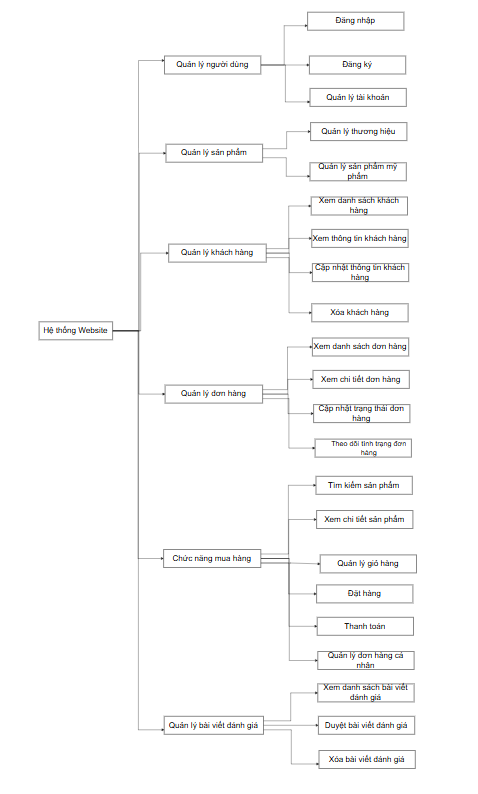 Hệ thống Website
Quản lý người dùng
Đăng nhập
Đăng ký
Quản lý tài khoản
Quản lý sản phẩm
Quản lý thương hiệu
Quản lý sản phẩm mỹ
phẩm
Quản lý khách hàng
Xem danh sách khách
hàng
Xem thông tin khách hàng
Cập nhật thông tin khách
hàng
Xóa khách hàng
Quản lý đơn hàng
Xem danh sách đơn hàng
Xem chi tiết đơn hàng
Cập nhật trạng thái đơn
hàng
Theo dõi tình trạng đơn
hàng
Chức năng mua hàng
Tìm kiếm sản phẩm
Xem chi tiết sản phẩm
Quản lý giỏ hàng
Đặt hàng
Thanh toán
Quản lý đơn hàng cá
nhân
Quản lý bài viết đánh giá
Xem danh sách bài viết
đánh giá
Duyệt bài viết đánh giá
Xóa bài viết đánh giá